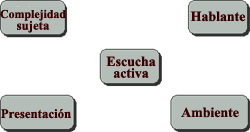 Complejidad
sujeta
Hablante
Escucha
activa
Presentación
Ambiente